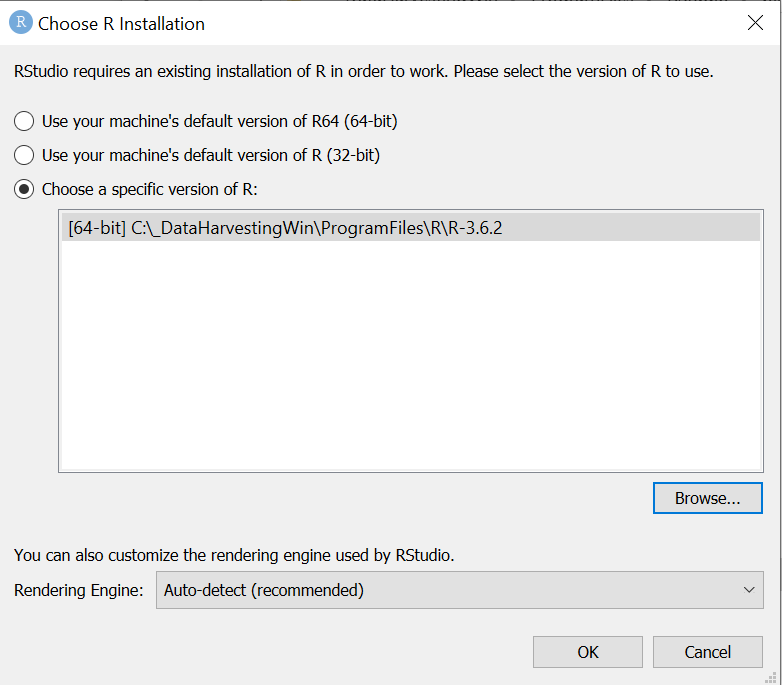 R Choose R Installation
RStudio requires an existing installation of R in order to work. Please select the version of R to use.
Use your machine's default version of R64 (64-bit)
Use your machine's default version of R (32-bit)
Choose a specific version of R:
[64-bit] C:\_DataHarvestingWin\ProgramFiles\R\R-3.6.2
Browse...
You can also customize the rendering engine used by RStudio.
Rendering Engine: Auto-detect (recommended)
OK Cancel